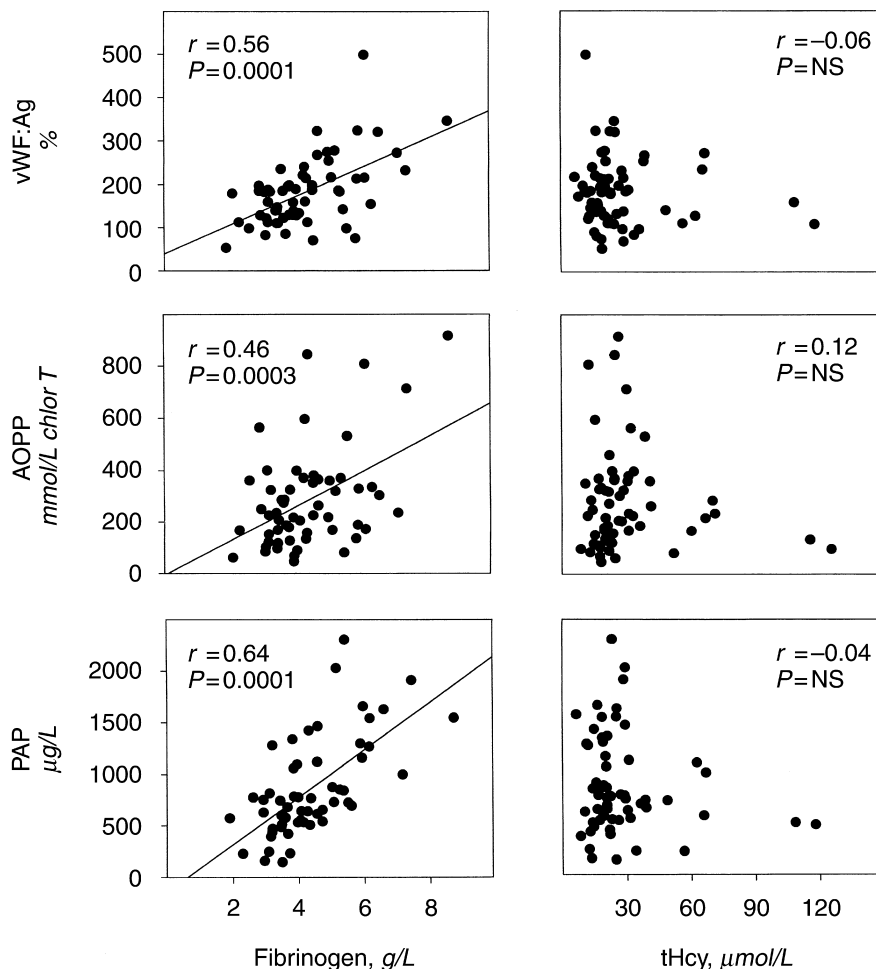 vWF:Ag
%
500
400
300
200
100
0
r =0.56
P=0.0001
r =–0.06
P=NS
AOPP
mmol/L chlor T
800
600
400
200
0
r =0.46
P=0.0003
r =0.12
P=NS
PAP
µg/L
2000
1500
1000
500
0
r =0.64
P=0.0001
r =–0.04
P=NS
2 4 6 8
30 60 90 120
Fibrinogen, g/L
tHcy, µmol/L